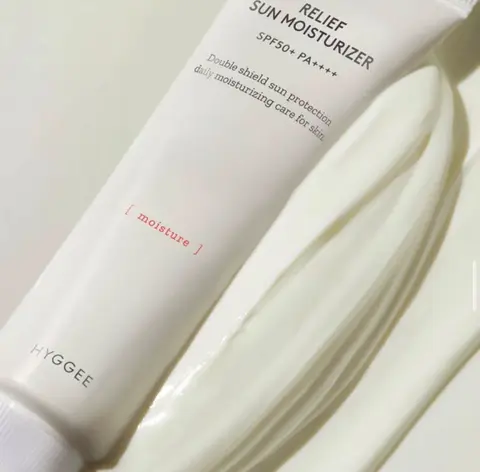 RELIEF
SUN MOISTURIZER
SPF50+ PA++++
Double shield sun protection
daily moisturizing care for skin.
[ moisture ]
HYGGEE